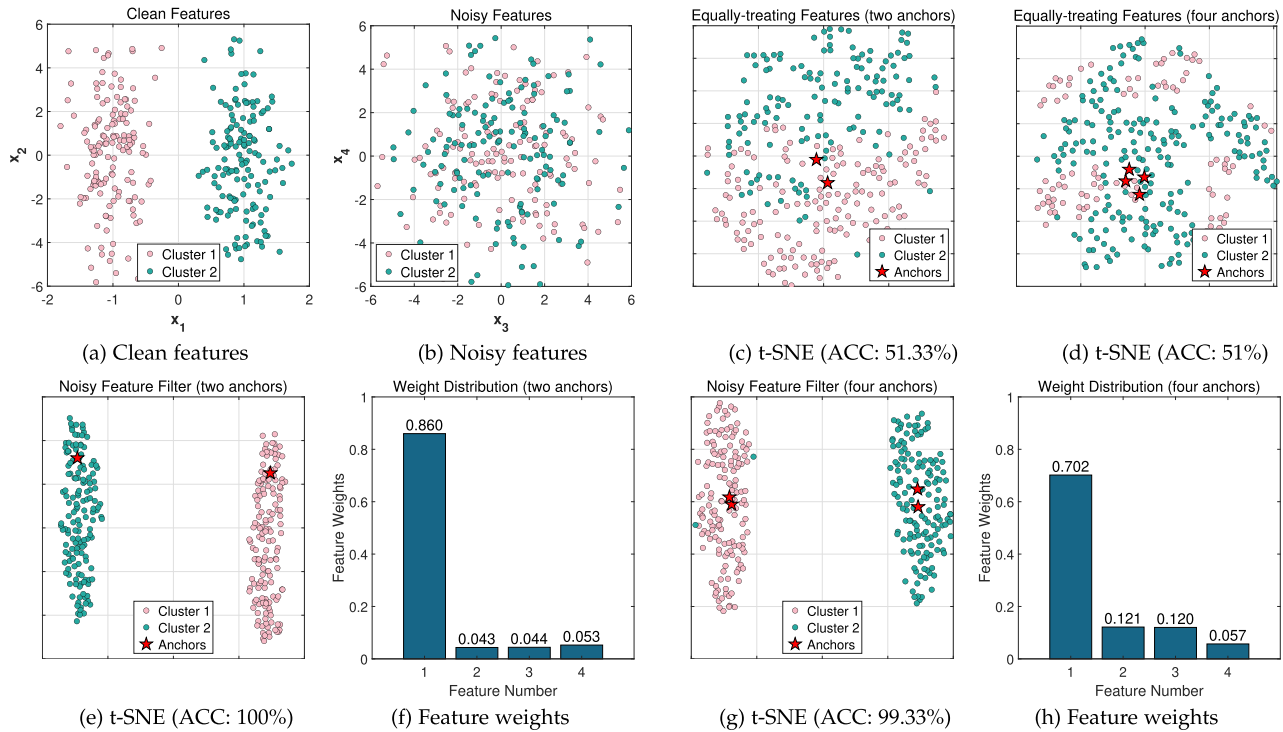 Clean Features
6
4
2
0
-2
-4
-6
x2
-2
-1
0
1
2
x1
Cluster 1
Cluster 2
(a) Clean features
Noisy Features
6
4
2
0
-2
-4
-6
x4
-6
-4
-2
0
2
4
6
x3
Cluster 1
Cluster 2
(b) Noisy features
Equally-treating Features (two anchors)
Cluster 1
Cluster 2
Anchors
(c) t-SNE (ACC: 51.33%)
Equally-treating Features (four anchors)
Cluster 1
Cluster 2
Anchors
(d) t-SNE (ACC: 51%)
Noisy Feature Filter (two anchors)
Cluster 1
Cluster 2
Anchors
(e) t-SNE (ACC: 100%)
Weight Distribution (two anchors)
1
0.8
0.6
0.4
0.2
0
Feature Weights
0.860
0.043
0.044
0.053
1
2
3
4
Feature Number
(f) Feature weights
Noisy Feature Filter (four anchors)
Cluster 1
Cluster 2
Anchors
(g) t-SNE (ACC: 99.33%)
Weight Distribution (four anchors)
1
0.8
0.6
0.4
0.2
0
Feature Weights
0.702
0.121
0.120
0.057
1
2
3
4
Feature Number
(h) Feature weights